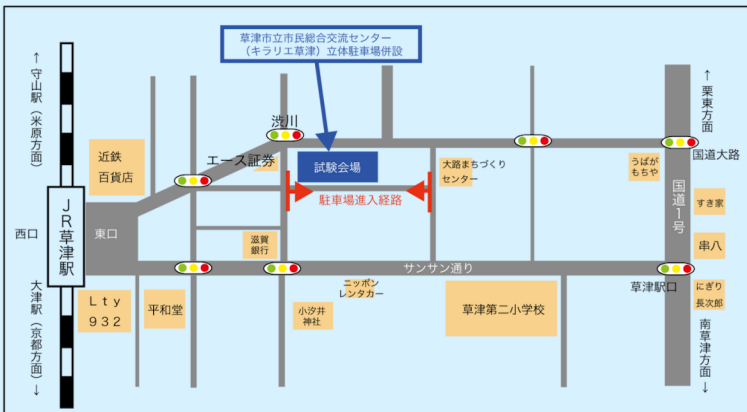 草津市立市民総合交流センター
（キラリエ草津）立体駐車場併設
↑守山駅（米原方面）
渋川
↑栗東方面
近鉄
百貨店
エース証券
試験会場
大路まちづくり
センター
うばが
もちや
国道大路
駐車場進入経路
国道1号
すき家
西口
JR草津駅
東口
滋賀
銀行
串八
サンサン通り
草津駅口
大津駅（京都方面）↓
Lty
932
平和堂
小汐井
神社
ニッポン
レンタカー
草津第二小学校
にぎり
長次郎
南草津方面↓